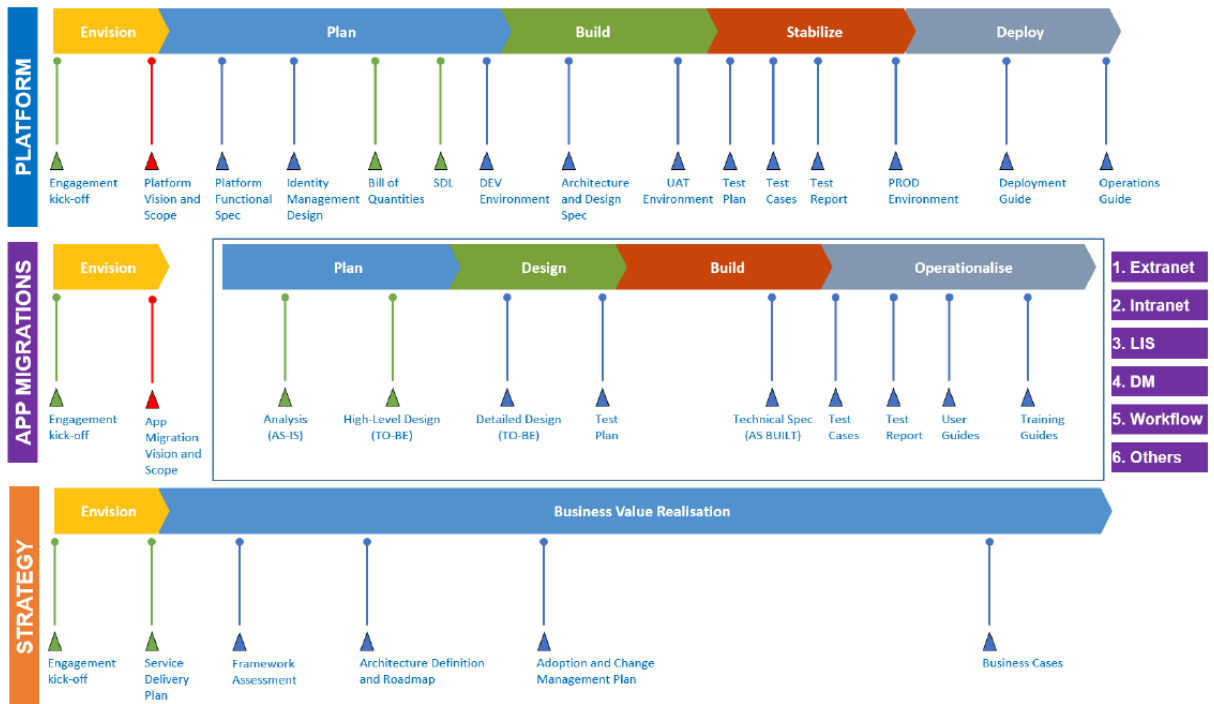 PLATFORM
Envision
Plan
Build
Stabilize
Deploy
Engagement
kick-off
Platform
Vision and
Scope
Platform
Functional
Spec
Identity
Management
Design
Bill of
Quantities
SDL
DEV
Environment
Architecture
and Design
Spec
UAT
Environment
Test
Plan
Test
Cases
Test
Report
PROD
Environment
Deployment
Guide
Operations
Guide
APP MIGRATIONS
Envision
Plan
Design
Build
Operationalise
Engagement
kick-off
App
Migration
Vision and
Scope
Analysis
(AS-IS)
High-Level Design
(TO-BE)
Detailed Design
(TO-BE)
Test
Plan
Technical Spec
(AS BUILT)
Test
Cases
Test
Report
User
Guides
Training
Guides
1. Extranet
2. Intranet
3. LIS
4. DM
5. Workflow
6. Others
STRATEGY
Envision
Business Value Realisation
Engagement
kick-off
Service
Delivery
Plan
Framework
Assessment
Architecture Definition
and Roadmap
Adoption and Change
Management Plan
Business Cases